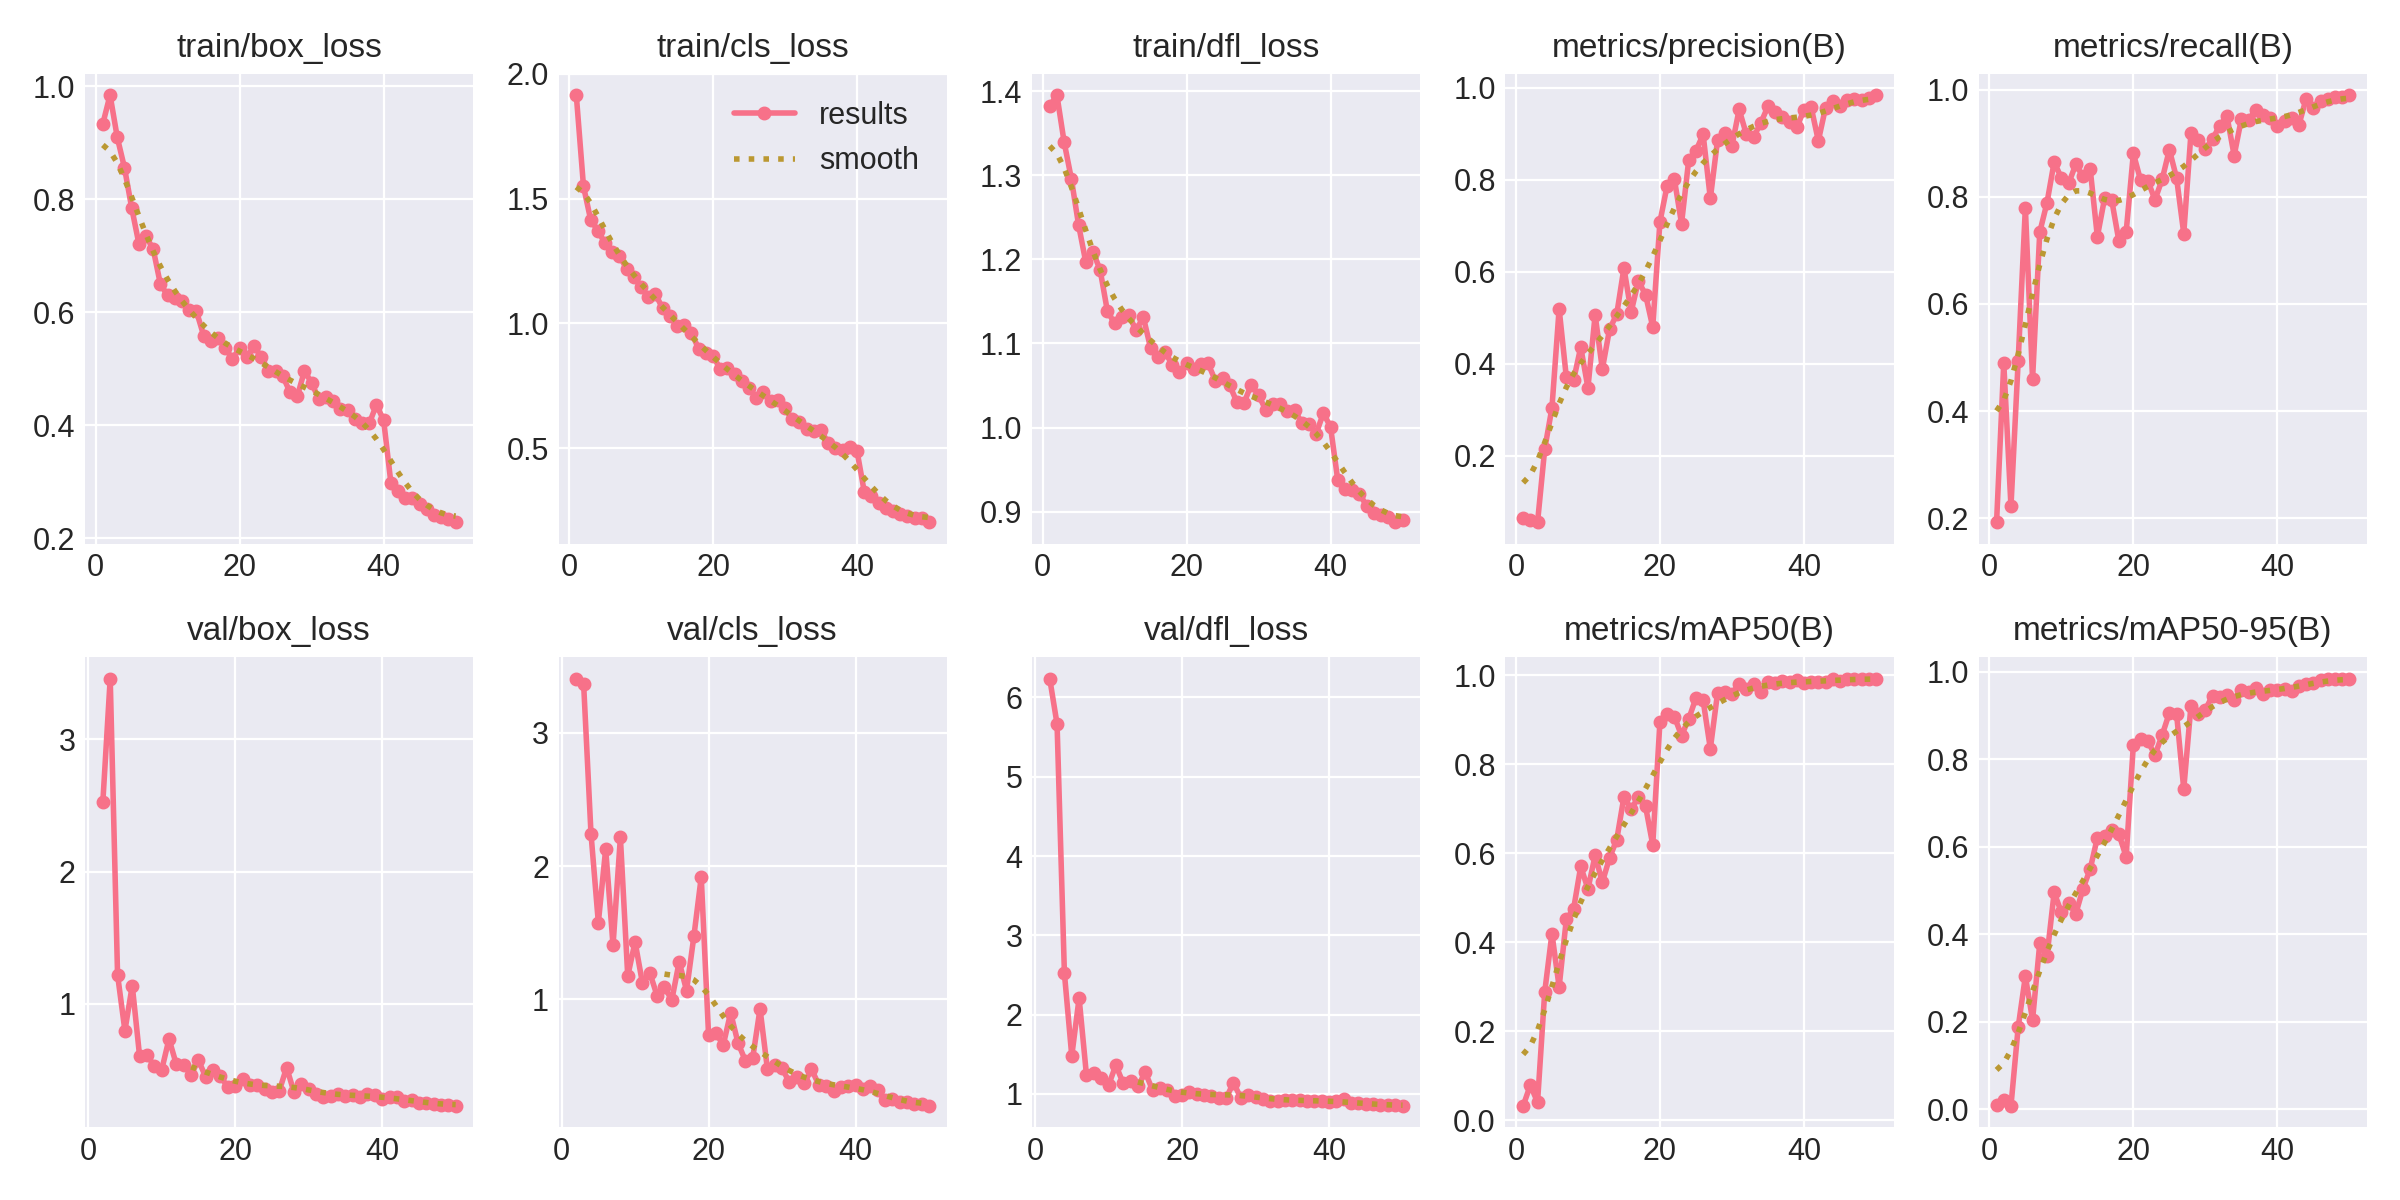 train/box_loss
1.0
0.8
0.6
0.4
0.2
0 20 40
train/cls_loss
2.0
1.5
1.0
0.5
0 20 40
results
smooth
train/dfl_loss
1.4
1.3
1.2
1.1
1.0
0.9
0 20 40
metrics/precision(B)
1.0
0.8
0.6
0.4
0.2
0 20 40
metrics/recall(B)
1.0
0.8
0.6
0.4
0.2
0 20 40
val/box_loss
3
2
1
0 20 40
val/cls_loss
3
2
1
0 20 40
val/dfl_loss
6
5
4
3
2
1
0 20 40
metrics/mAP50(B)
1.0
0.8
0.6
0.4
0.2
0.0
0 20 40
metrics/mAP50-95(B)
1.0
0.8
0.6
0.4
0.2
0.0
0 20 40